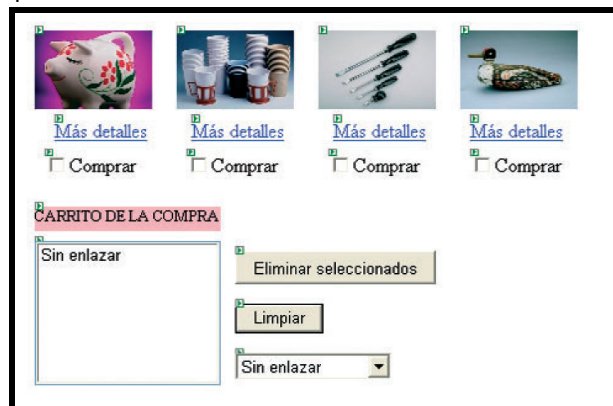 Más detalles Más detalles Más detalles Más detalles
Comprar Comprar Comprar Comprar
CARRITO DE LA COMPRA
Sin enlazar
Eliminar seleccionados
Limpiar
Sin enlazar